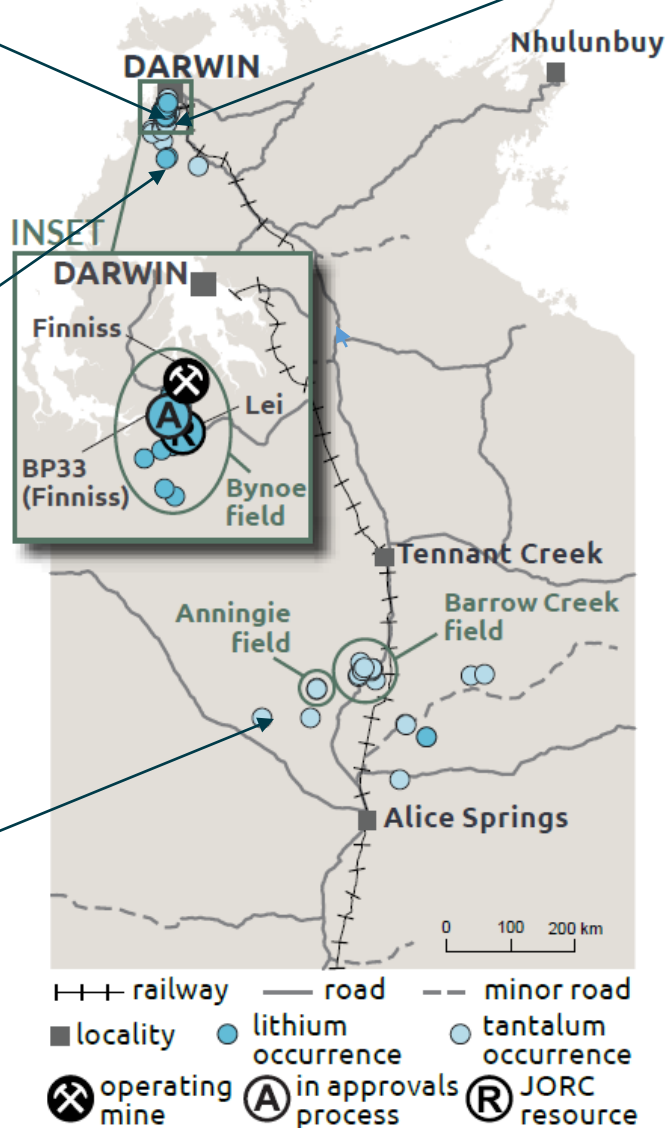 Nhulunbuy
DARWIN
INSET
DARWIN
Finniss
A
R
Lei
BP33
(Finniss)
Bynoe
field
Tennant Creek
Anningie
field
Barrow Creek
field
Alice Springs
0 100 200 km
railway road minor road
locality lithium
occurrence
tantalum
occurrence
operating
mine
A in approvals
process
R JORC
resource